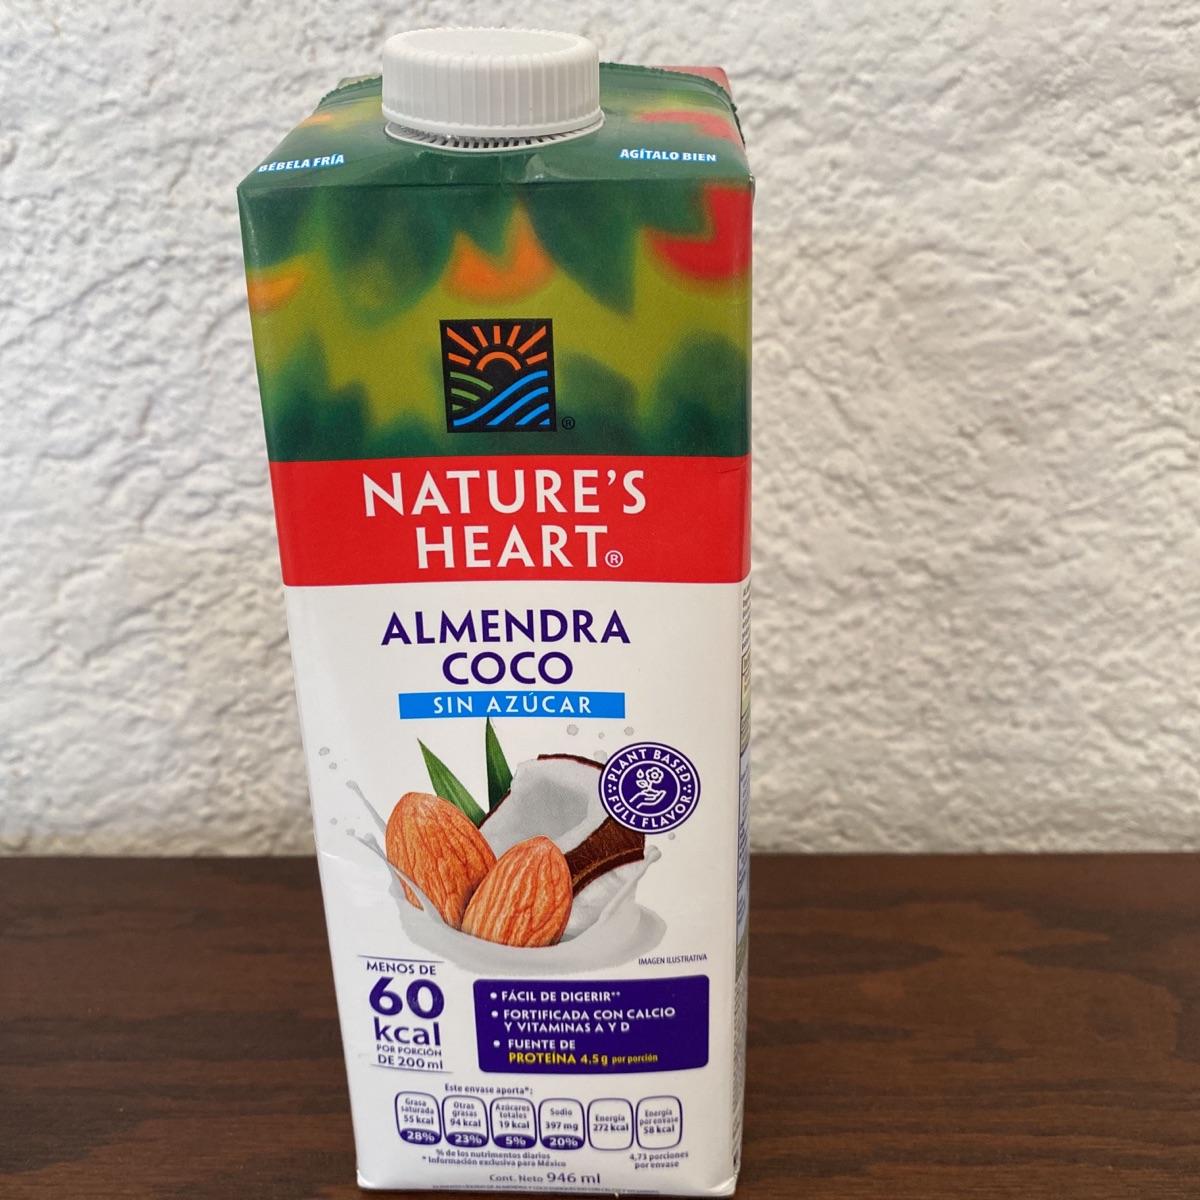 BÉBELA FRÍA
AGÍTALO BIEN
®
NATURE'S
HEART®
ALMENDRA
COCO
SIN AZÚCAR
PLANT BASED
FULL FLAVOR
IMAGEN ILUSTRATIVA
MENOS DE
60
kcal
POR PORCIÓN
DE 200 ml
• FÁCIL DE DIGERIR**
• FORTIFICADA CON CALCIO
Y VITAMINAS A Y D
• FUENTE DE
PROTEÍNA 4.5 g por porción
Este envase aporta*:
Grasa
saturada
55 kcal
28%
Otras
grasas
94 kcal
23%
Azúcares
totales
19 kcal
5%
Sodio
397 mg
20%
Energía
272 kcal
Energía
por envase
58 kcal
% de los nutrimentos diarios
* Información exclusiva para México
4,73 porciones
por envase
Cont. Neto 946 ml